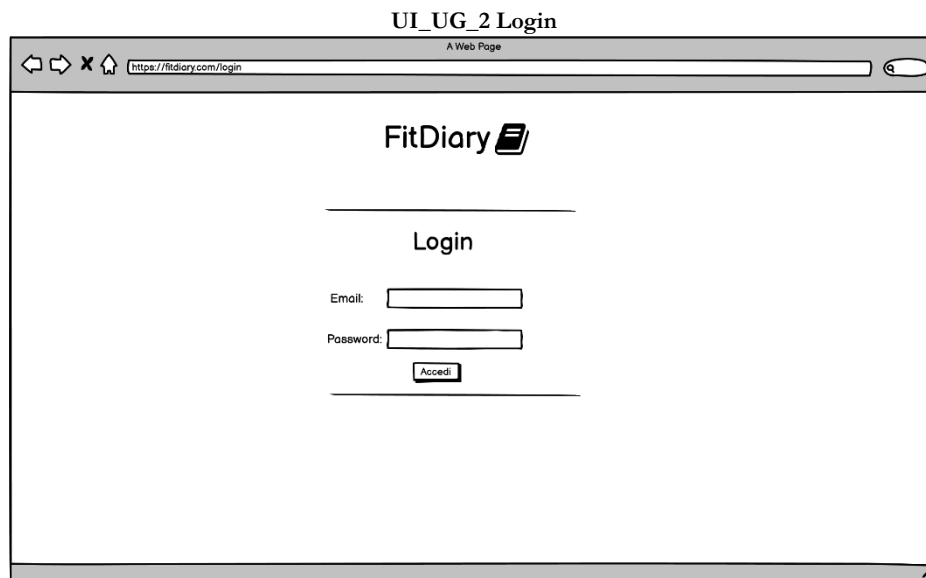 UI_UG_2 Login
A Web Page
https://fitdiary.com/login
FitDiary
Login
Email:
Password:
Accedi